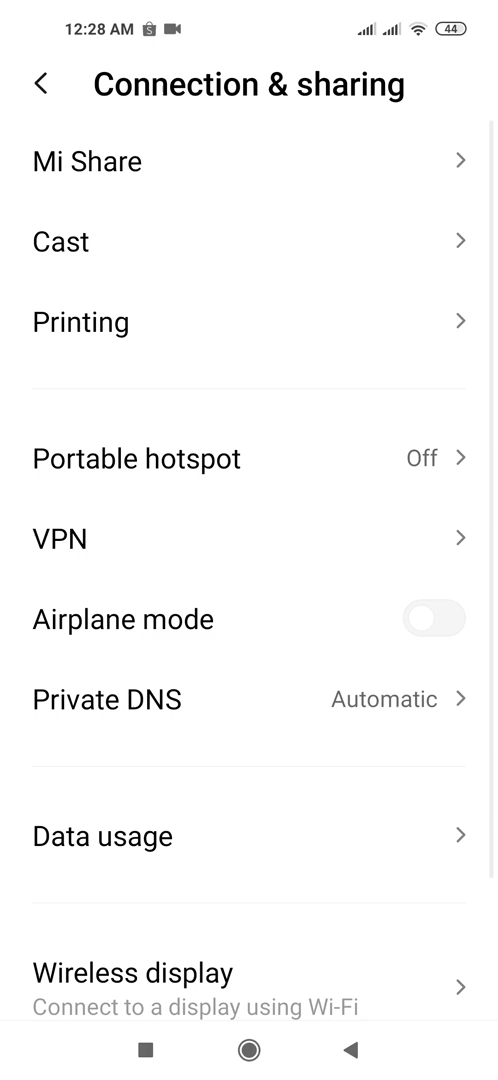 12:28 AM 44
Connection & sharing
Mi Share
Cast
Printing
Portable hotspot Off
VPN
Airplane mode
Private DNS Automatic
Data usage
Wireless display
Connect to a display using Wi-Fi